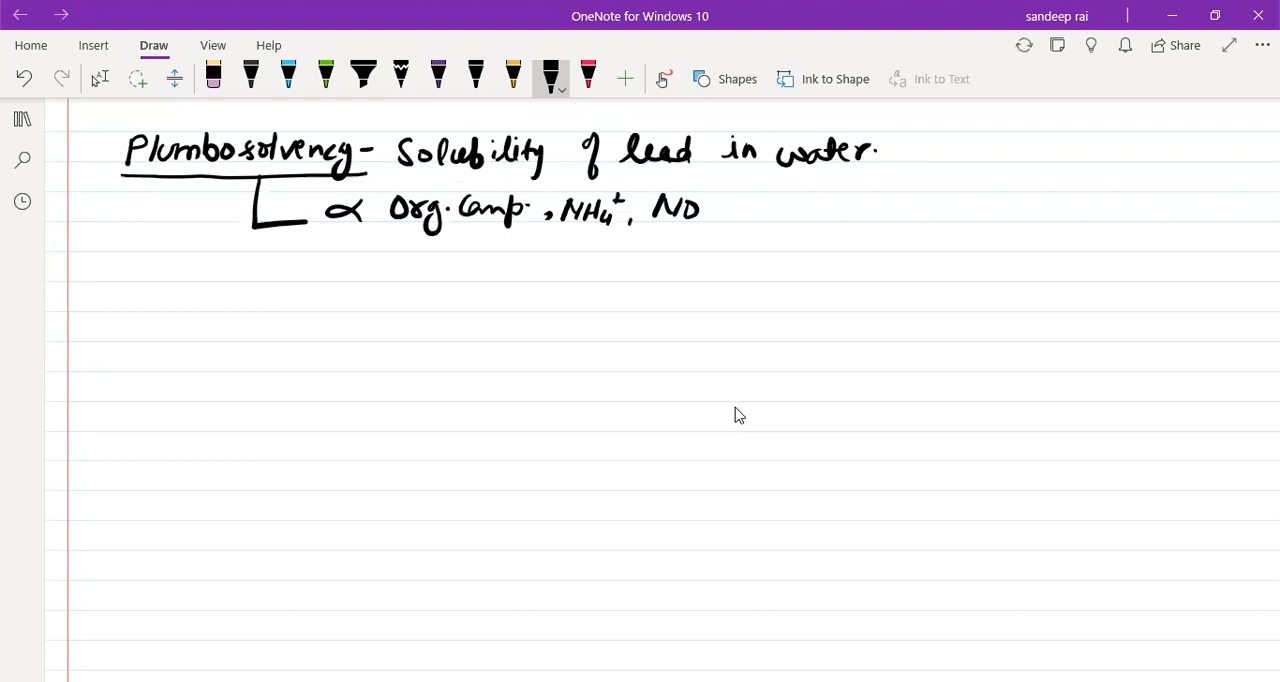 OneNote for Windows 10
sandeep rai
Home Insert Draw View Help
Share
Shapes Ink to Shape Ink to Text
Plumbosolvency - Solubility of lead in water.
∝ Org. Comp., NH₄⁺, NO